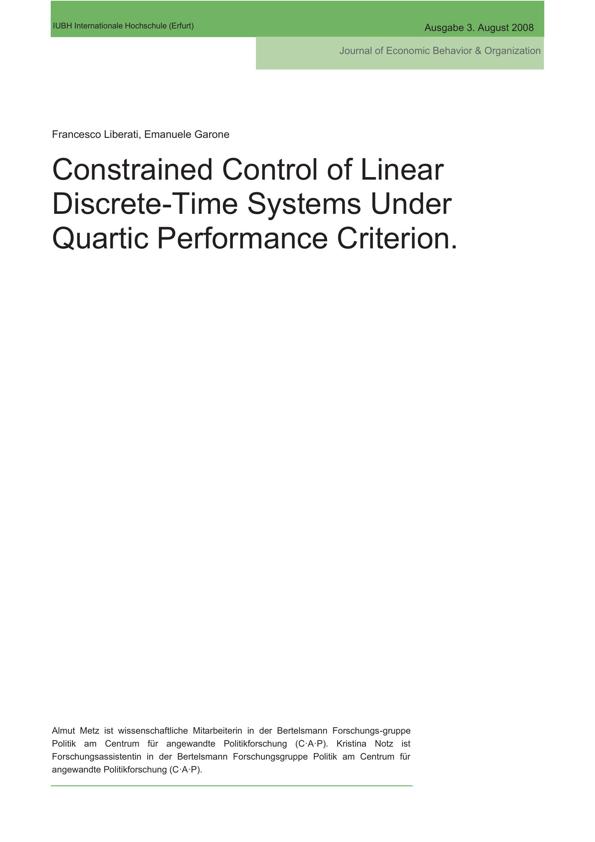 IUBH Internationale Hochschule (Erfurt)
Ausgabe 3. August 2008
Journal of Economic Behavior & Organization
Francesco Liberati, Emanuele Garone
Constrained Control of Linear
Discrete-Time Systems Under
Quartic Performance Criterion.
Almut Metz ist wissenschaftliche Mitarbeiterin in der Bertelsmann Forschungs-gruppe
Politik am Centrum für angewandte Politikforschung (C·A·P). Kristina Notz ist
Forschungsassistentin in der Bertelsmann Forschungsgruppe Politik am Centrum für
angewandte Politikforschung (C·A·P).